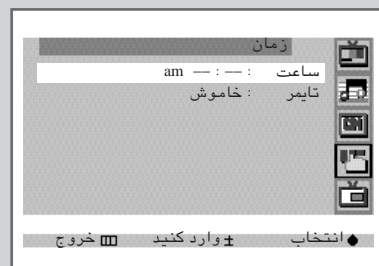 زمان
ساعت : –– : –– am
تایمر : خاموش
انتخاب ± وارد کنید خروج